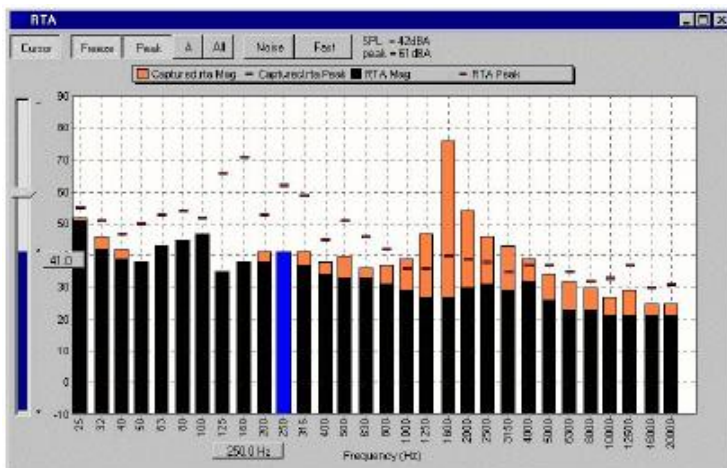 RTA
Cursor Freeze Peak A All Noise Fast SPL = 42dBA
peak = 61dBA
Captured.rta Mag Captured.rta Peak RTA Mag RTA Peak
90
80
70
60
50
41.0
30
20
10
0
-10
25 32 40 50 63 80 100 125 160 200 250 315 400 500 630 800 1000 1250 1600 2000 2500 3150 4000 5000 6300 8000 10000 12500 16000 20000
250.0 Hz Frequency (Hz)